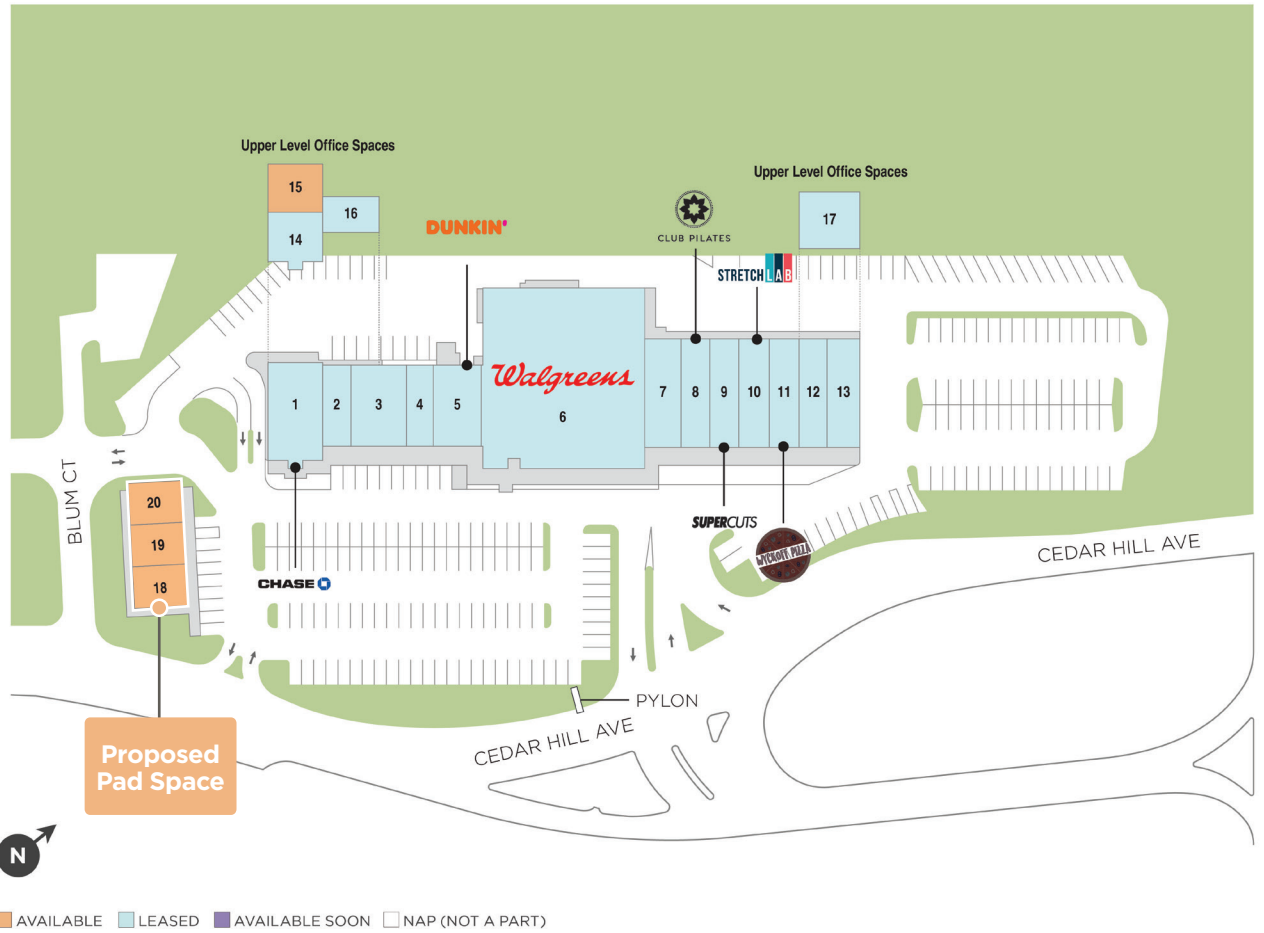 Upper Level Office Spaces
Upper Level Office Spaces
15
16
14
17
DUNKIN'
CLUB PILATES
STRETCH LAB
Walgreens
1
2
3
4
5
6
7
8
9
10
11
12
13
BLUM CT
20
19
18
CHASE
SUPERCUTS
WYCKOFF PIZZA
CEDAR HILL AVE
PYLON
CEDAR HILL AVE
Proposed
Pad Space
N
AVAILABLE
LEASED
AVAILABLE SOON
NAP (NOT A PART)